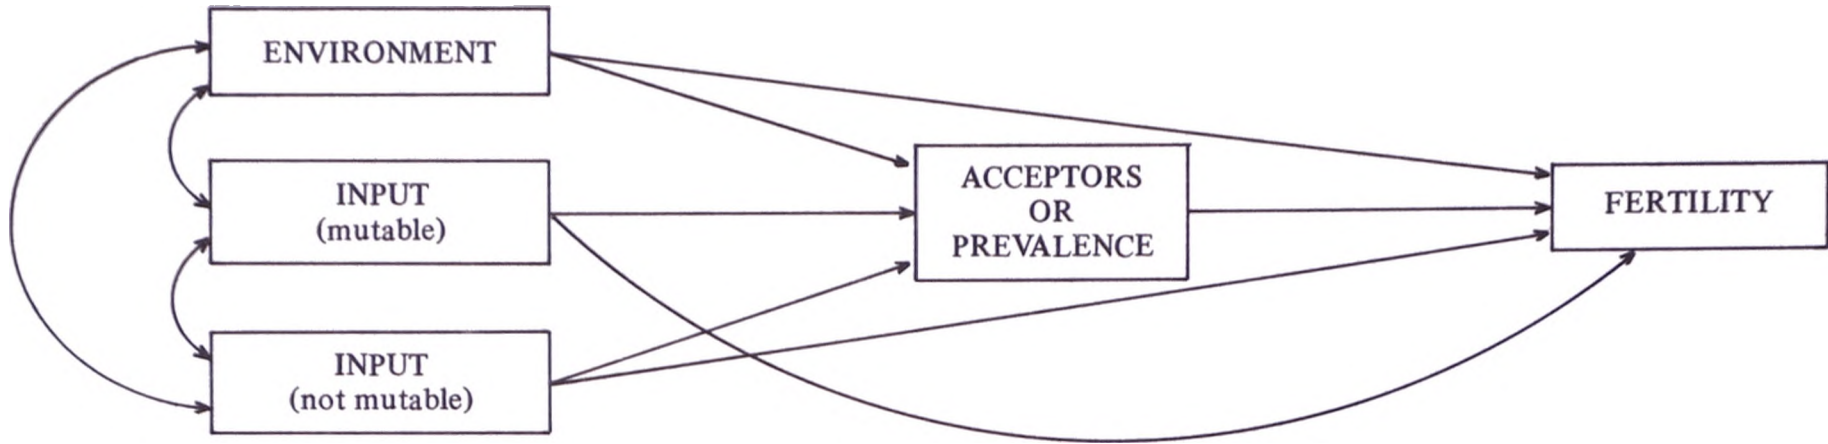 ENVIRONMENT
INPUT
(mutable)
INPUT
(not mutable)
ACCEPTORS
OR
PREVALENCE
FERTILITY